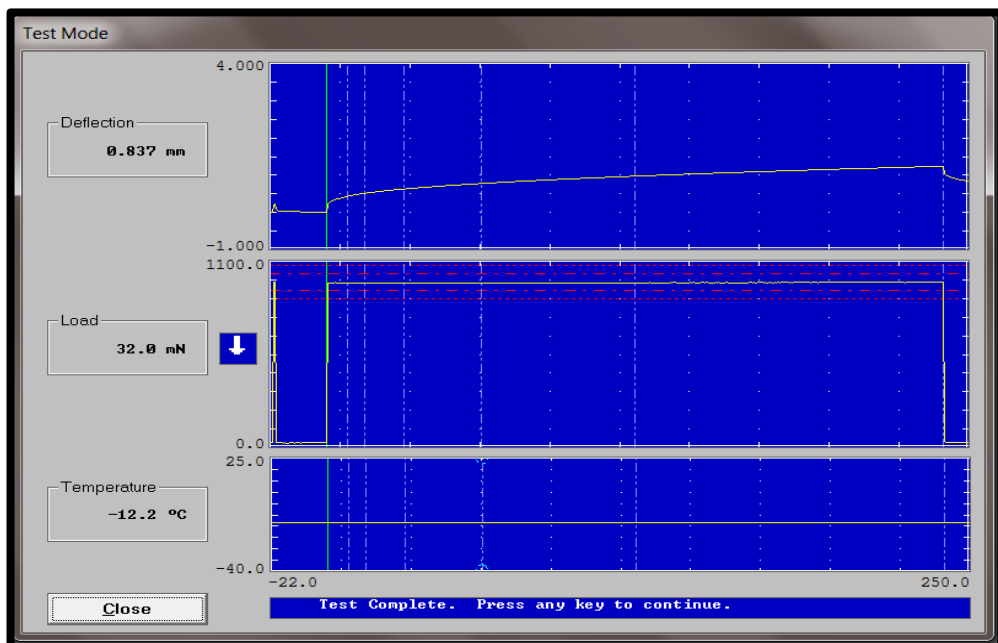 Test Mode
4.000
Deflection
0.837 mm
-1.000
1100.0
Load
32.0 mN
0.0
25.0
Temperature
-12.2 ºC
-40.0
-22.0 250.0
Close
Test Complete. Press any key to continue.